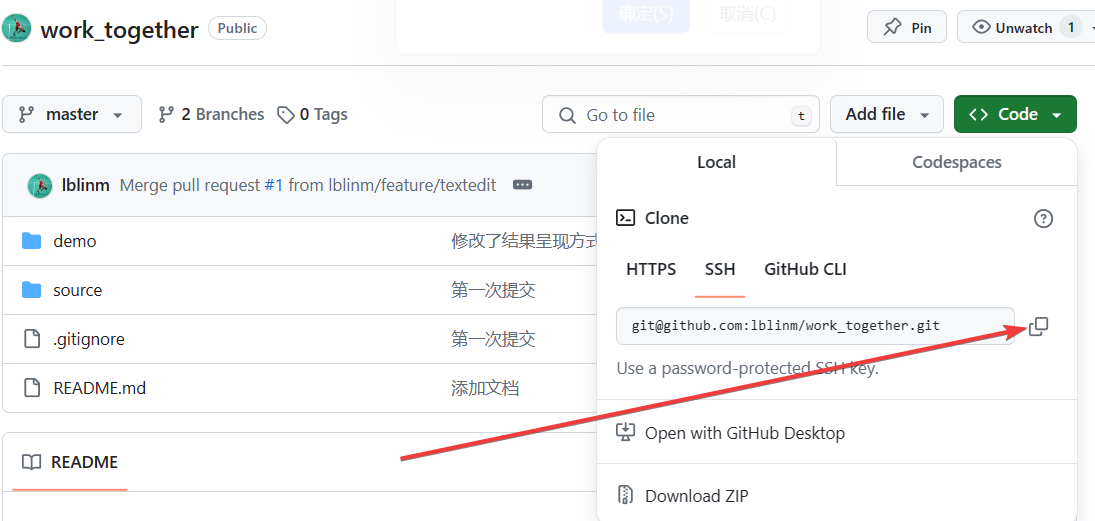 work_together Public
确定(S) 取消(C)
Pin
Unwatch 1
master 2 Branches 0 Tags
Go to file t
Add file
Code
lblinm Merge pull request #1 from lblinm/feature/textedit
demo 修改了结果呈现方式
source 第一次提交
.gitignore 第一次提交
README.md 添加文档
README
Local Codespaces
Clone
HTTPS SSH GitHub CLI
git@github.com:lblinm/work_together.git
Use a password-protected SSH key.
Open with GitHub Desktop
Download ZIP